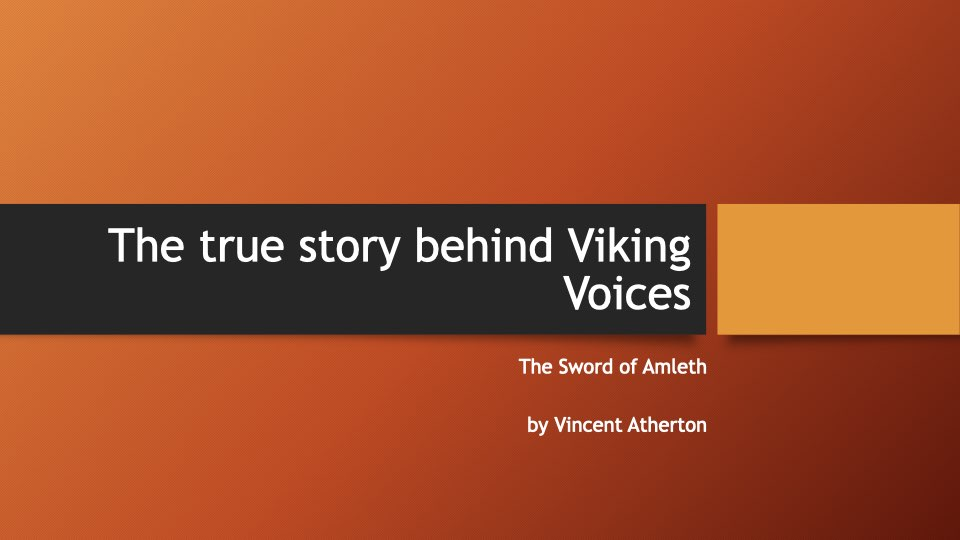 The true story behind Viking
Voices
The Sword of Amleth
by Vincent Atherton